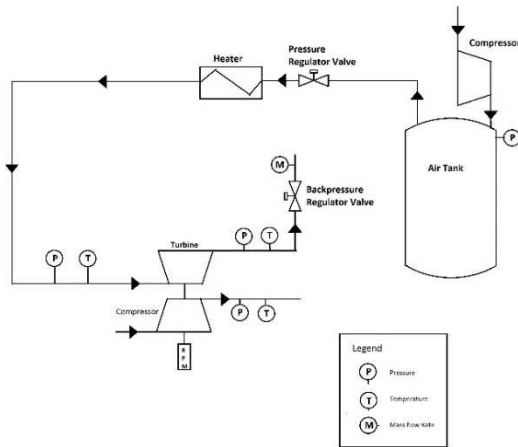 Compressor
Pressure
Regulator Valve
Heater
P
Air Tank
M
Backpressure
Regulator Valve
Turbine
P
T
P
T
Compressor
P
T
RPM
Legend
P
Pressure
T
Temperature
M
Mass flow Rate